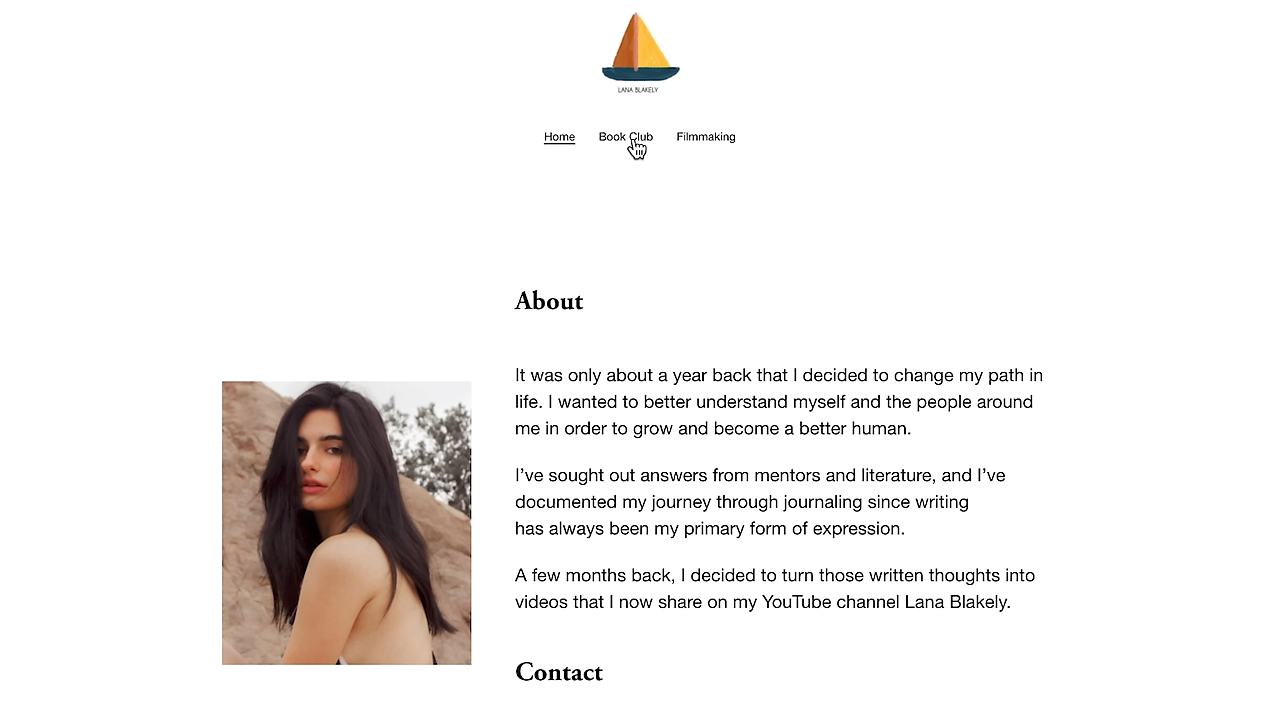 LANA BLAKELY
Home Book Club Filmmaking
About
It was only about a year back that I decided to change my path in
life. I wanted to better understand myself and the people around
me in order to grow and become a better human.
I’ve sought out answers from mentors and literature, and I’ve
documented my journey through journaling since writing
has always been my primary form of expression.
A few months back, I decided to turn those written thoughts into
videos that I now share on my YouTube channel Lana Blakely.
Contact